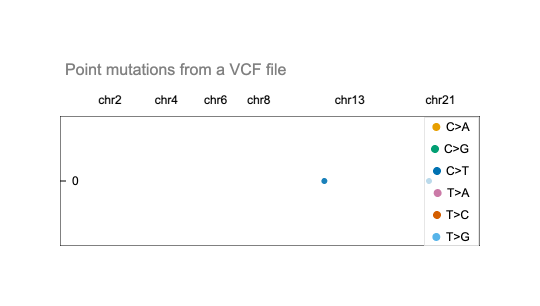 Point mutations from a VCF file
chr2 chr4 chr6 chr8 chr13 chr21
C>A
C>G
C>T
0
T>A
T>C
T>G